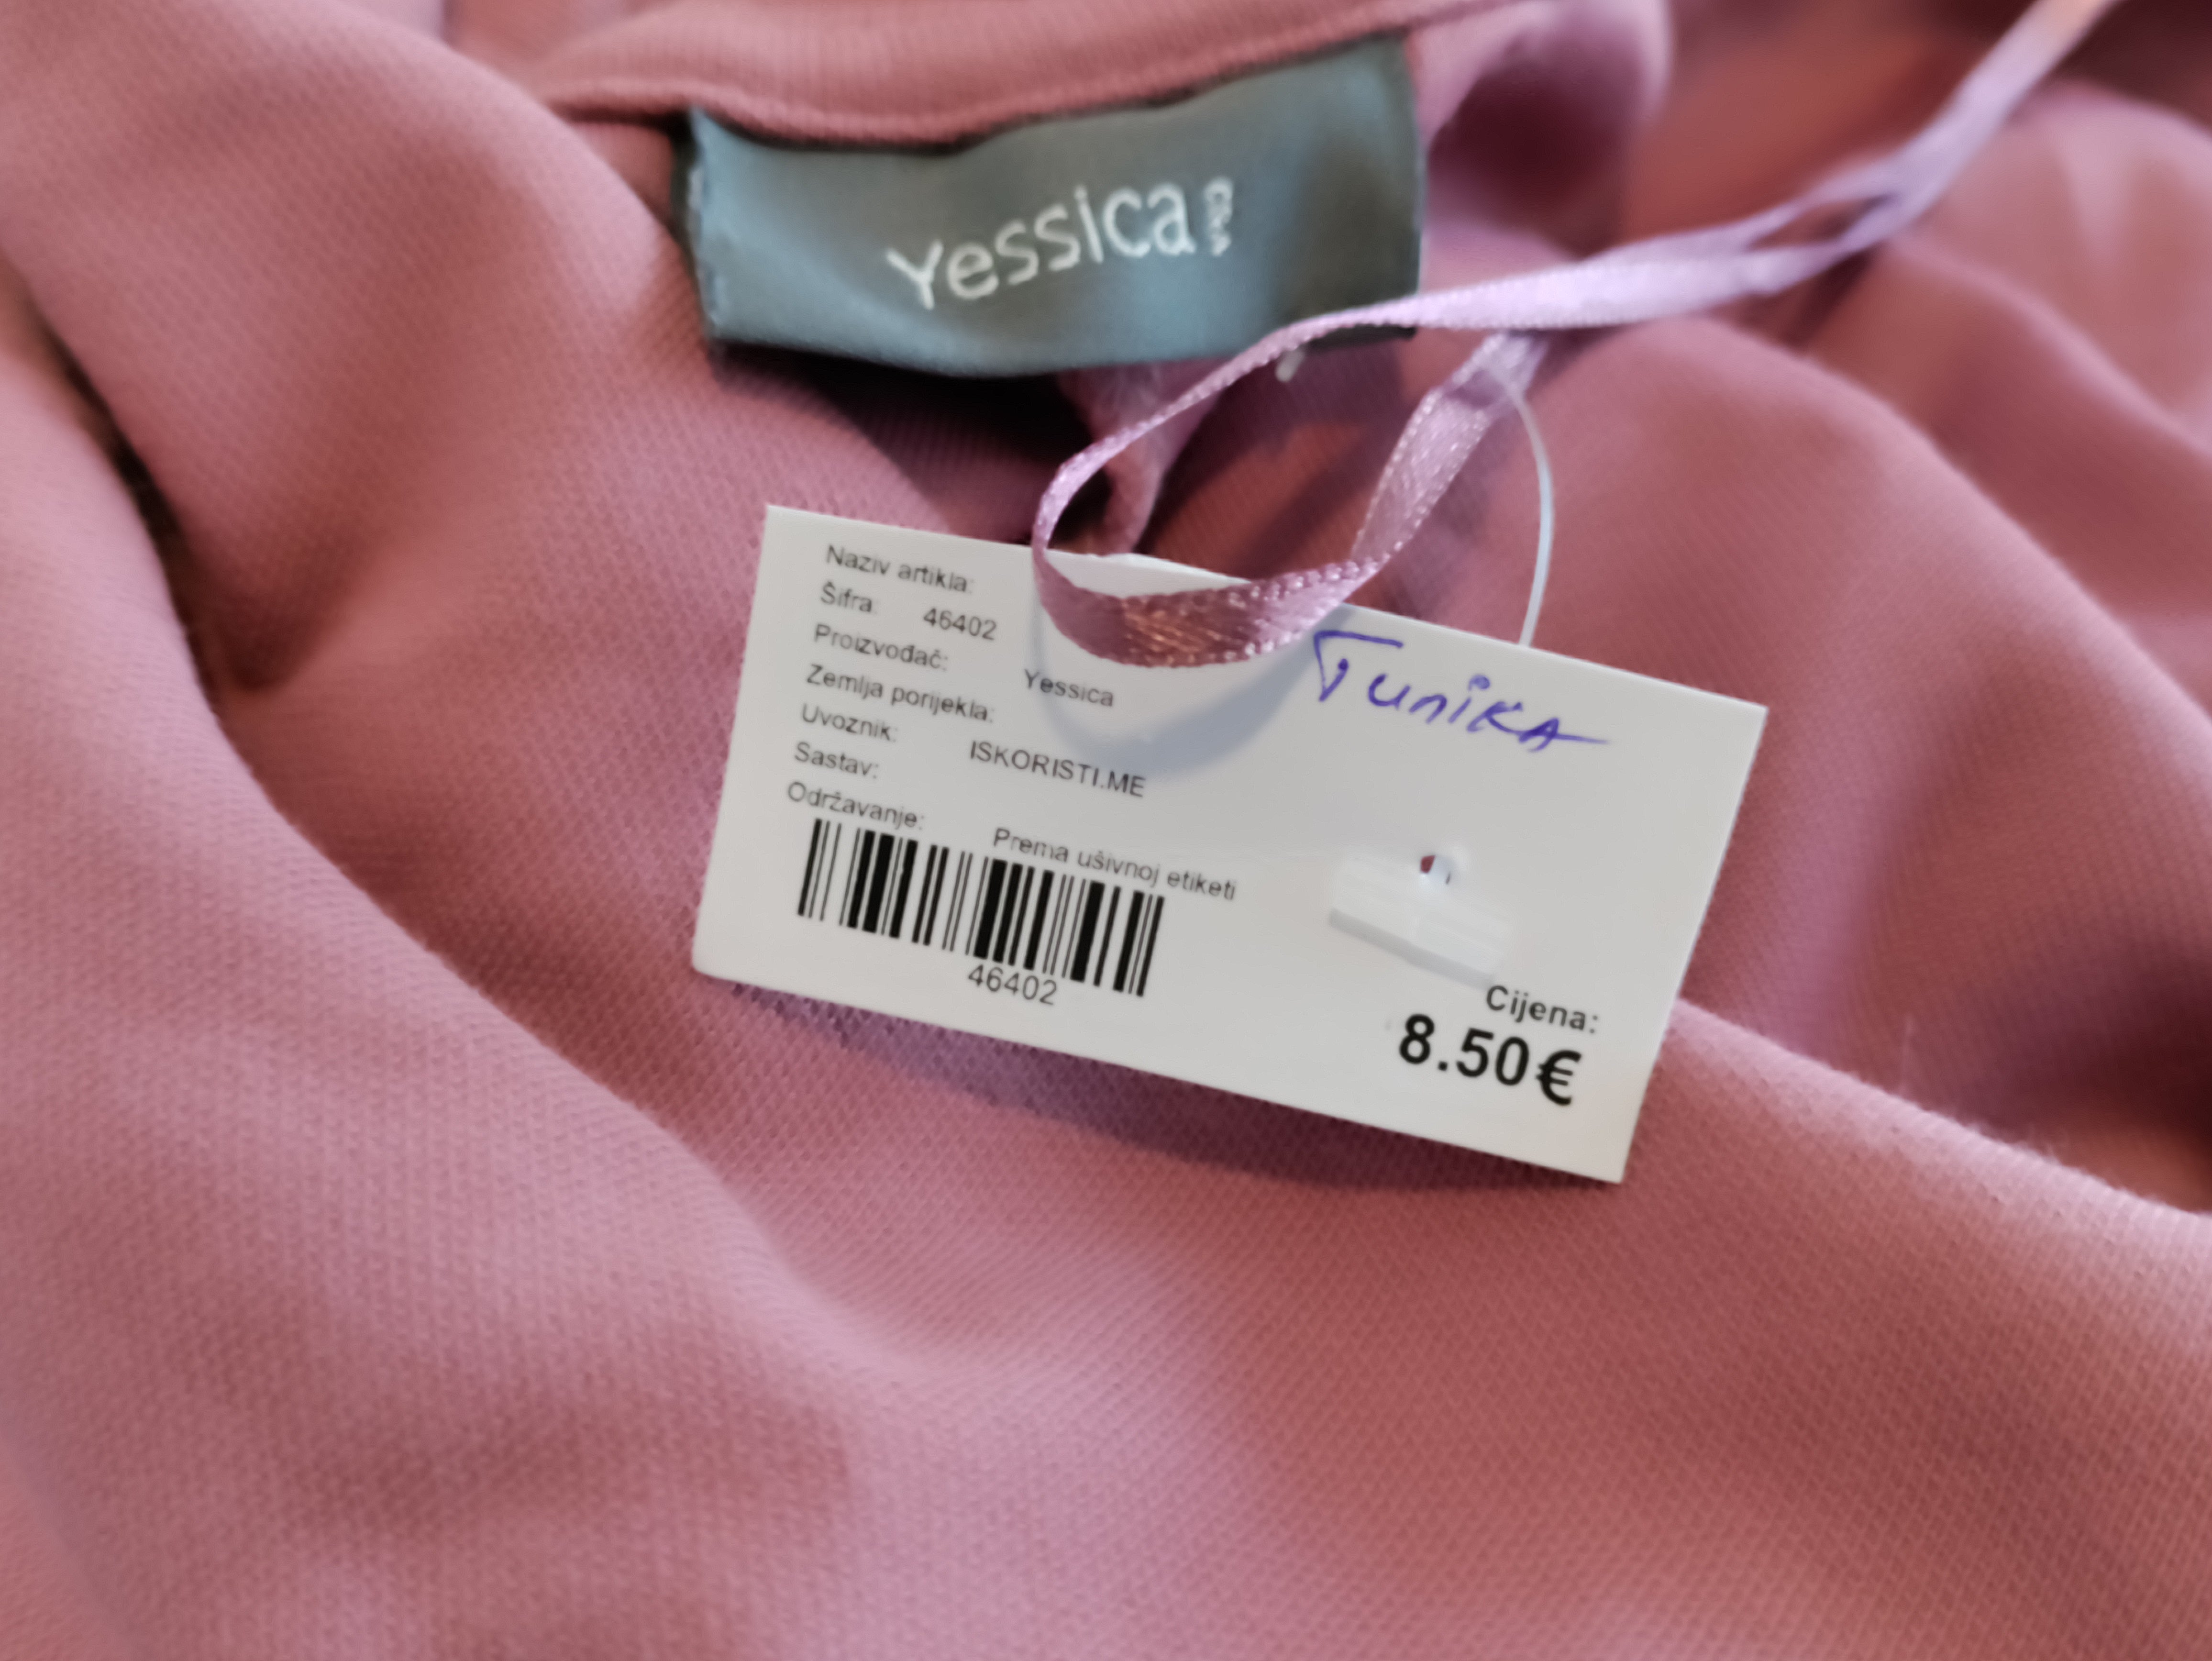 Yessica
C&A
Naziv artikla:
Šifra: 46402
Proizvođač: Yessica
Zemlja porijekla:
Uvoznik: ISKORISTI.ME
Sastav:
Održavanje: Prema ušivnoj etiketi
46402
Tunika
Cijena:
8.50€